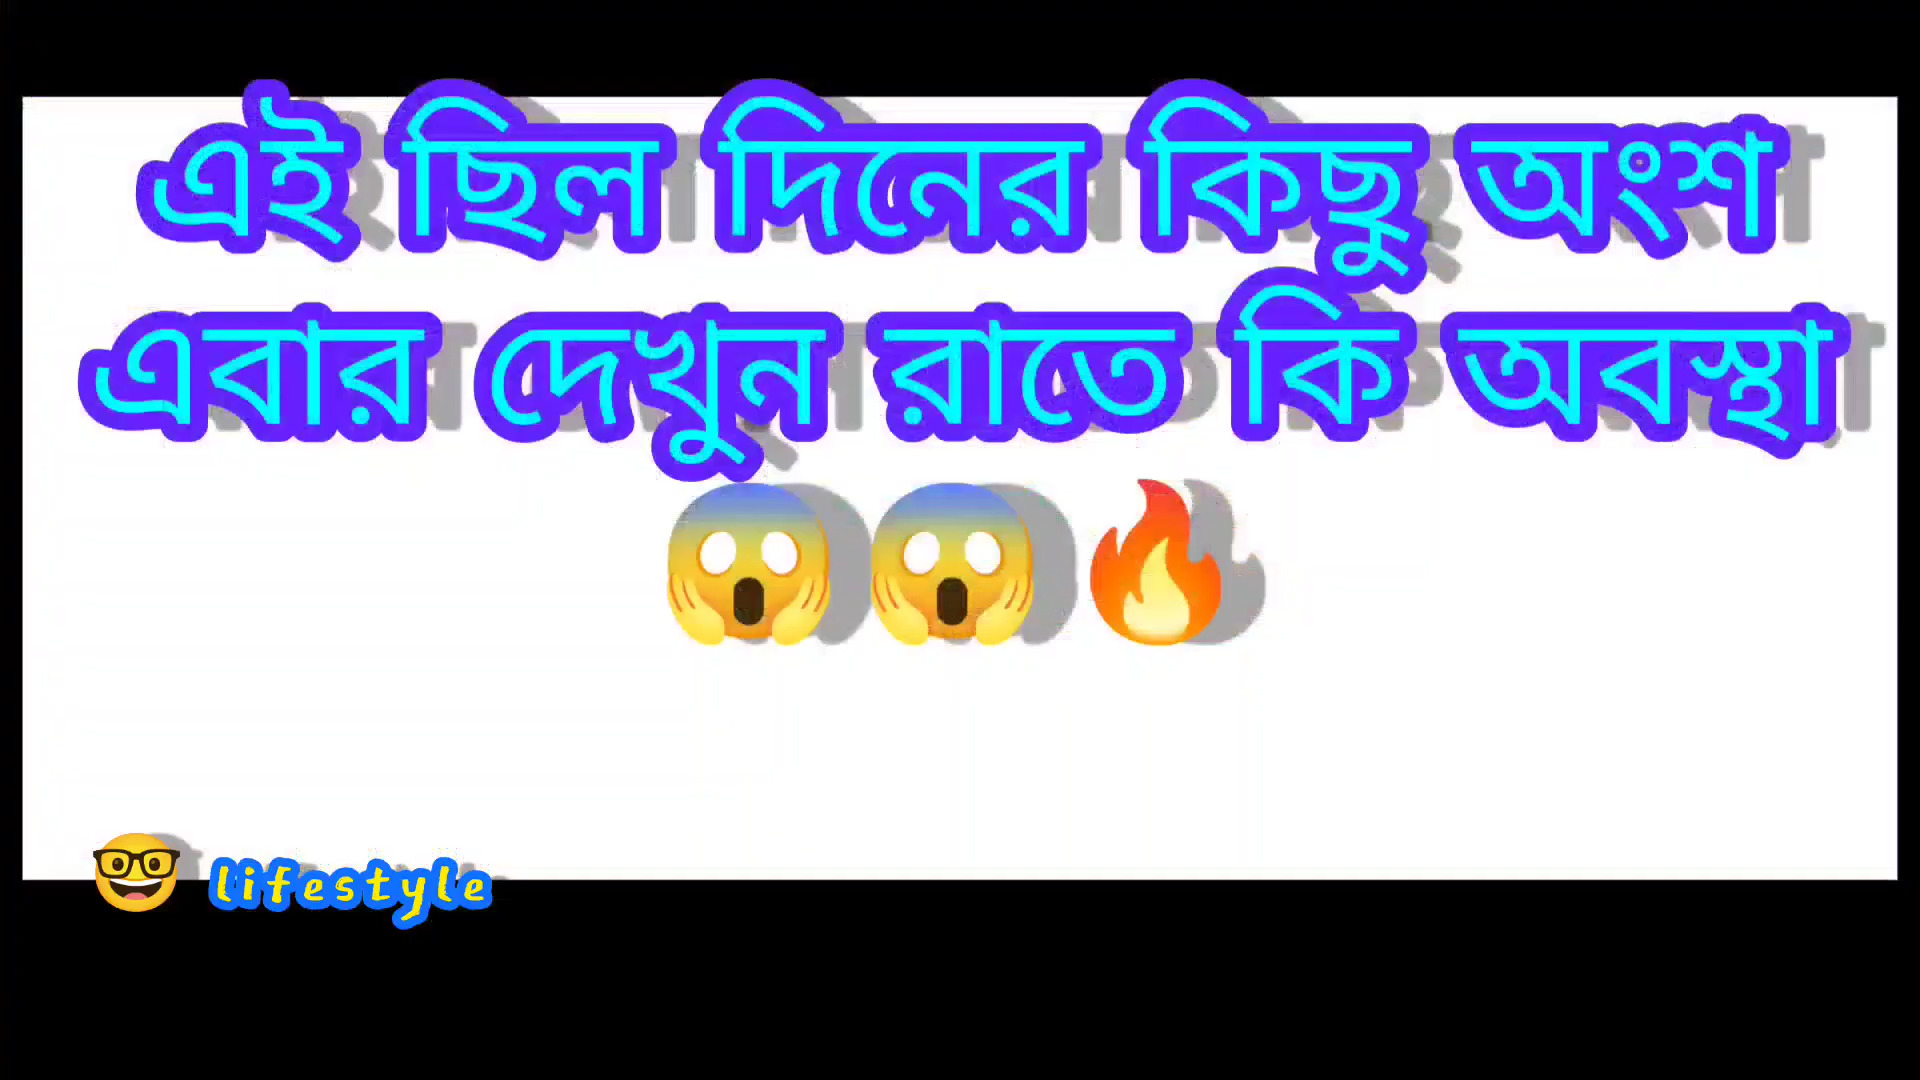 এই ছিল দিনের কিছু অংশ
এবার দেখুন রাতে কি অবস্থা
😱😱🔥
🤓 lifestyle